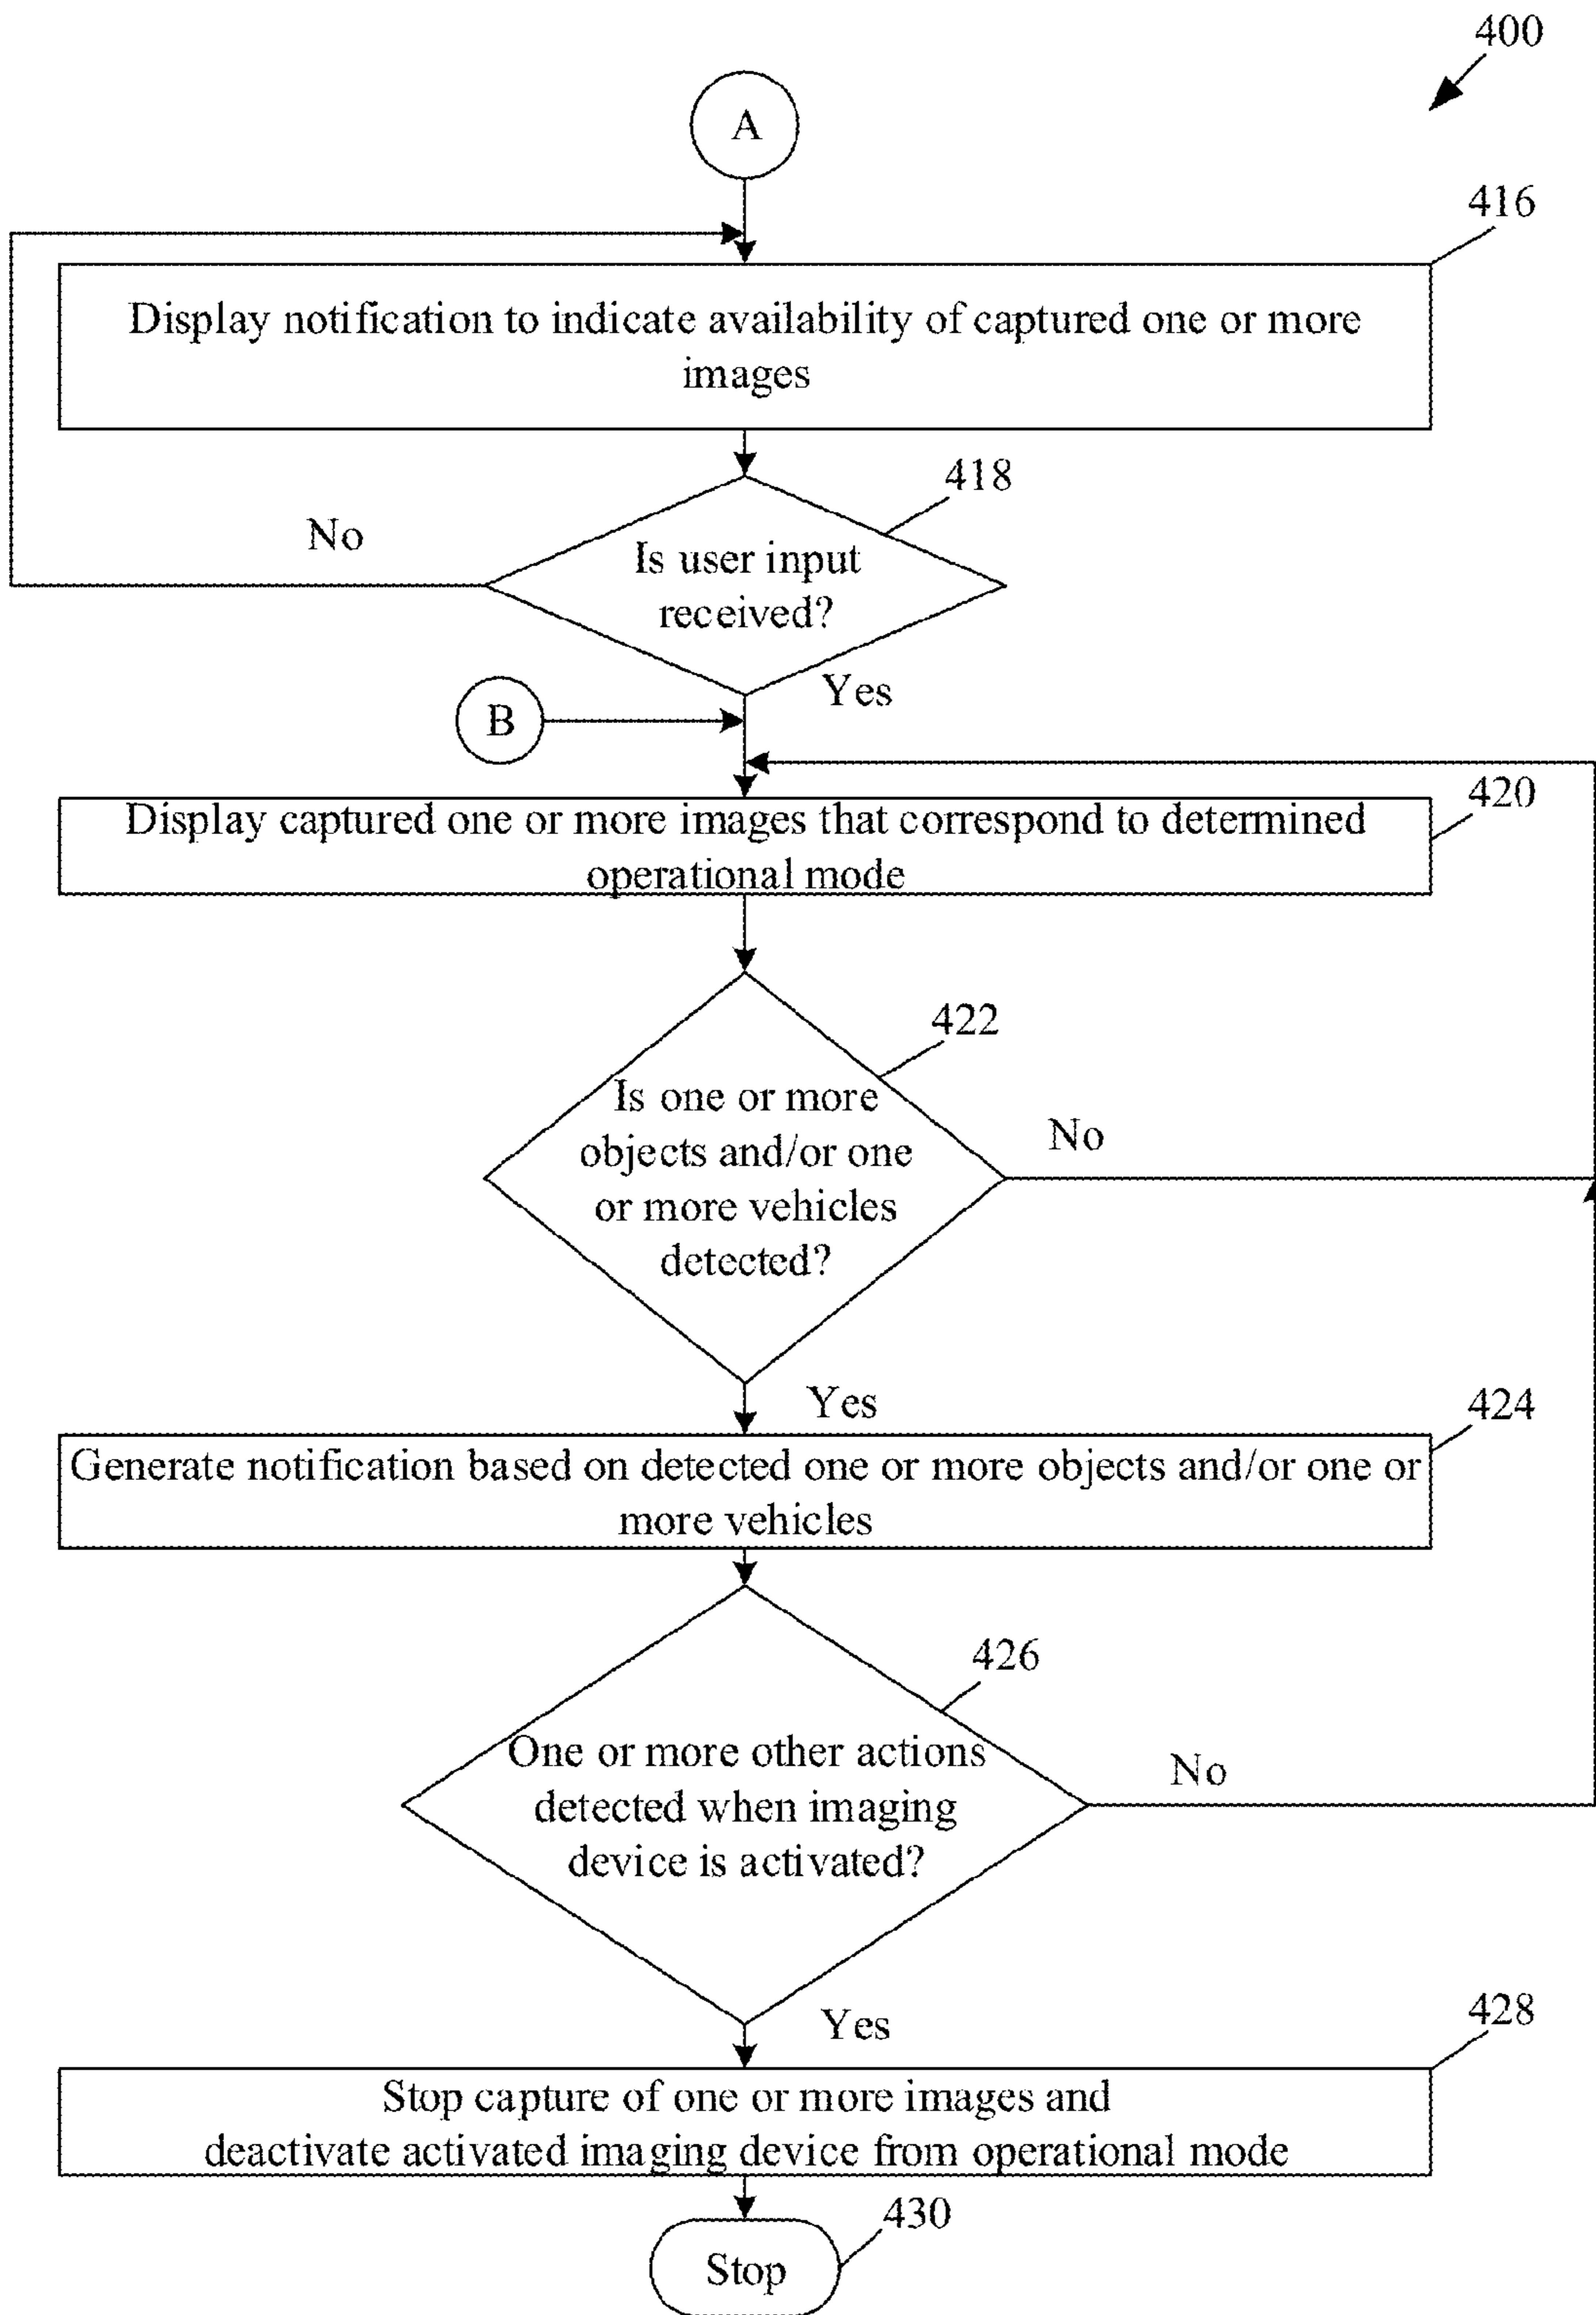 400
A
416
Display notification to indicate availability of captured one or more
images
418
No
Is user input
received?
Yes
B
420
Display captured one or more images that correspond to determined
operational mode
422
Is one or more
objects and/or one
or more vehicles
detected?
No
Yes
424
Generate notification based on detected one or more objects and/or one or
more vehicles
426
One or more other actions
detected when imaging
device is activated?
No
Yes
428
Stop capture of one or more images and
deactivate activated imaging device from operational mode
430
Stop